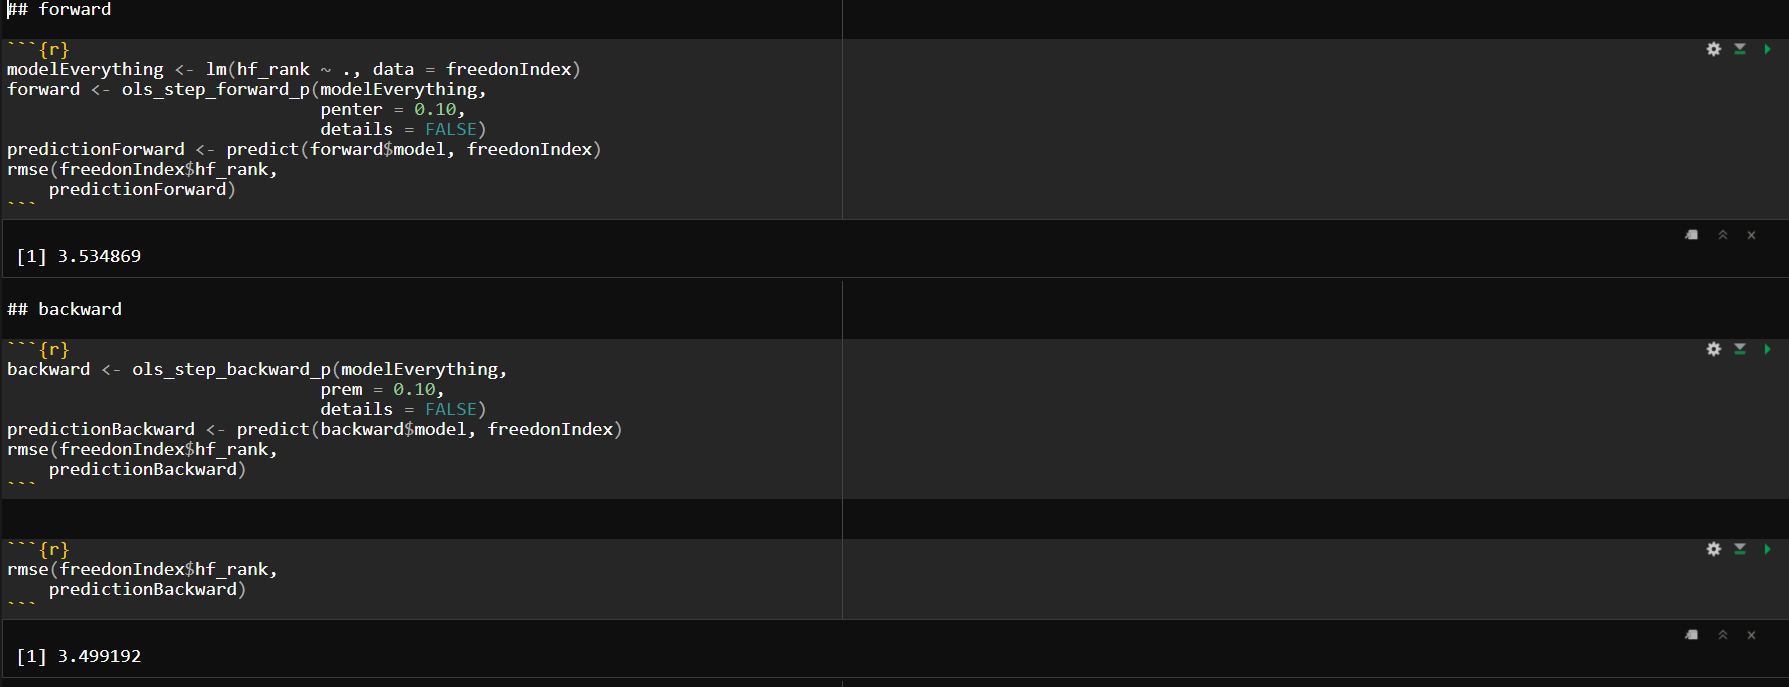 ## forward
```{r}
modelEverything <- lm(hf_rank ~ ., data = freedonIndex)
forward <- ols_step_forward_p(modelEverything,
                              penter = 0.10,
                              details = FALSE)
predictionForward <- predict(forward$model, freedonIndex)
rmse(freedonIndex$hf_rank,
    predictionForward)
```
[1] 3.534869
## backward
```{r}
backward <- ols_step_backward_p(modelEverything,
                              prem = 0.10,
                              details = FALSE)
predictionBackward <- predict(backward$model, freedonIndex)
rmse(freedonIndex$hf_rank,
    predictionBackward)
```
```{r}
rmse(freedonIndex$hf_rank,
    predictionBackward)
```
[1] 3.499192